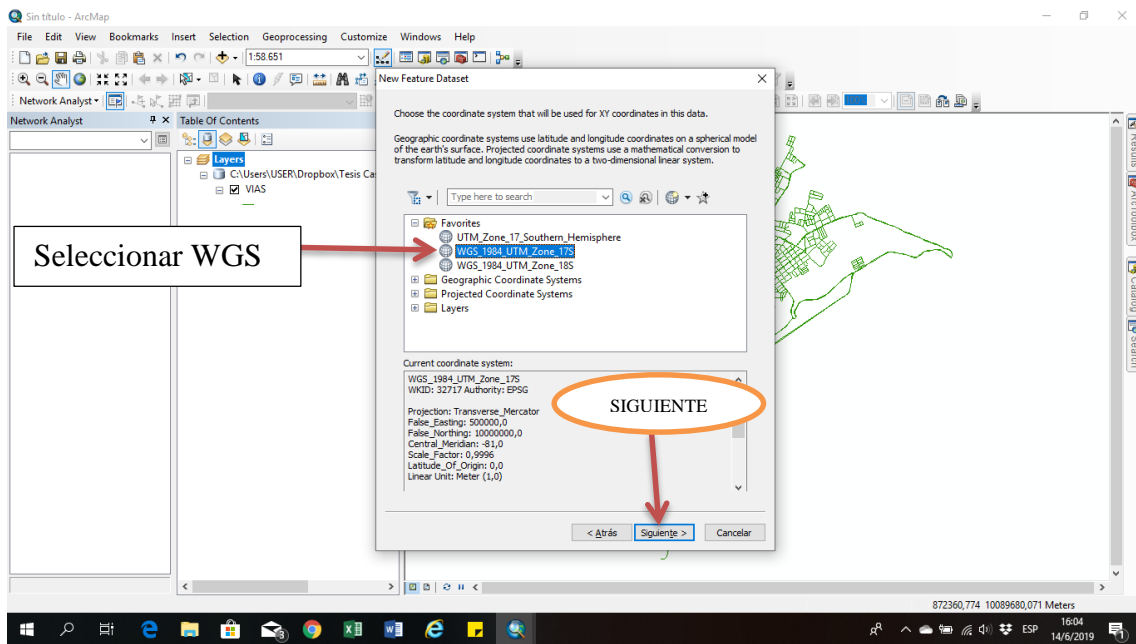 Sin título - ArcMap
File Edit View Bookmarks Insert Selection Geoprocessing Customize Windows Help
1:58.651
Network Analyst
Network Analyst
Table Of Contents
Layers
C:\Users\USER\Dropbox\Tesis Ca
VIAS
New Feature Dataset
Choose the coordinate system that will be used for XY coordinates in this data.
Geographic coordinate systems use latitude and longitude coordinates on a spherical model
of the earth's surface. Projected coordinate systems use a mathematical conversion to
transform latitude and longitude coordinates to a two-dimensional linear system.
Type here to search
Favorites
UTM_Zone_17_Southern_Hemisphere
WGS_1984_UTM_Zone_17S
WGS_1984_UTM_Zone_18S
Geographic Coordinate Systems
Projected Coordinate Systems
Layers
Seleccionar WGS
Current coordinate system:
WGS_1984_UTM_Zone_17S
WKID: 32717 Authority: EPSG
Projection: Transverse_Mercator
False_Easting: 500000,0
False_Northing: 10000000,0
Central_Meridian: -81,0
Scale_Factor: 0,9996
Latitude_Of_Origin: 0,0
Linear Unit: Meter (1,0)
SIGUIENTE
< Atrás
Siguiente >
Cancelar
Results
ArcToolbox
Catalog
Search
872360,774 10089680,071 Meters
ESP
16:04
14/6/2019